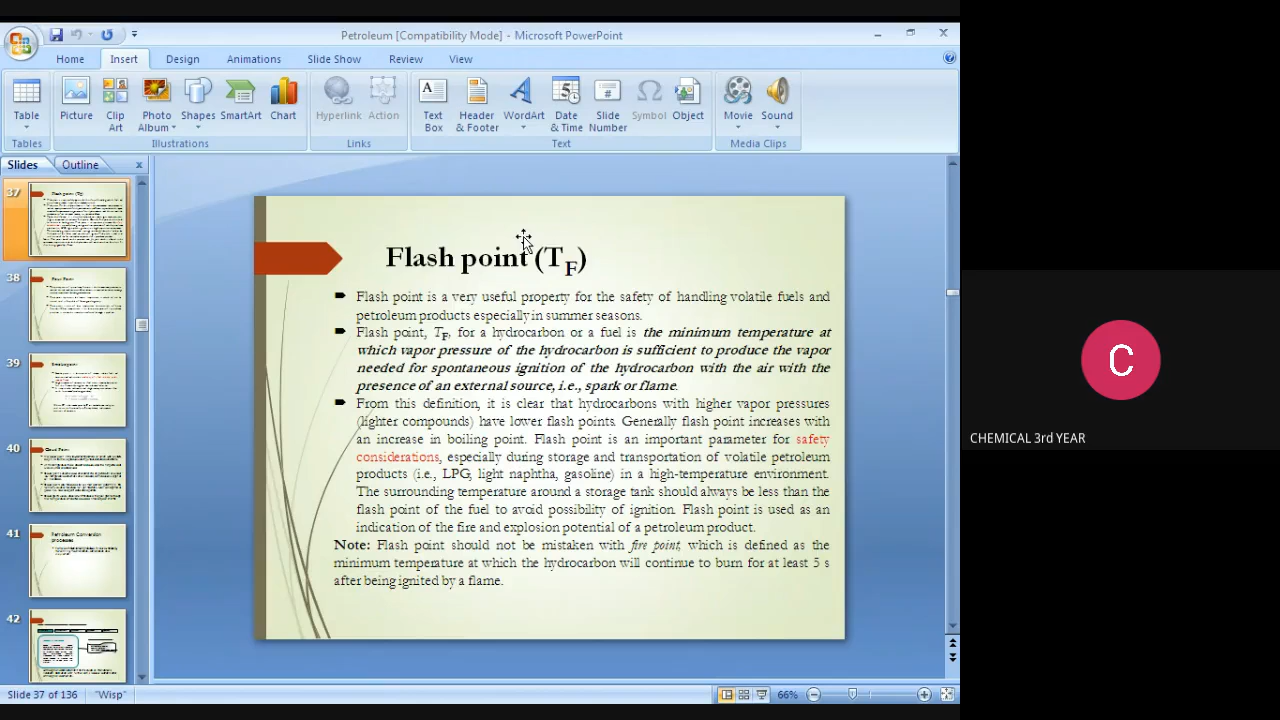 Petroleum [Compatibility Mode] - Microsoft PowerPoint
Home Insert Design Slide Show Animations Review View
Table Picture Clip Art Photo Album Shapes SmartArt Chart Hyperlink Action Text Box Header & Footer WordArt Date & Time Slide Number Symbol Object Movie Sound
Tables Illustrations Links Text Media Clips
Slides Outline
37
38
39
40
41
42
Flash point (TF)
Flash point is a very useful property for the safety of handling volatile fuels and
petroleum products especially in summer seasons.
Flash point, TF, for a hydrocarbon or a fuel is the minimum temperature at
which vapor pressure of the hydrocarbon is sufficient to produce the vapor
needed for spontaneous ignition of the hydrocarbon with the air with the
presence of an external source, i.e., spark or flame.
From this definition, it is clear that hydrocarbons with higher vapor pressures
(lighter compounds) have lower flash points. Generally flash point increases with
an increase in boiling point. Flash point is an important parameter for safety
considerations, especially during storage and transportation of volatile petroleum
products (i.e., LPG, light naphtha, gasoline) in a high-temperature environment.
The surrounding temperature around a storage tank should always be less than the
flash point of the fuel to avoid possibility of ignition. Flash point is used as an
indication of the fire and explosion potential of a petroleum product.
Note: Flash point should not be mistaken with fire point, which is defined as the
minimum temperature at which the hydrocarbon will continue to burn for at least 5 s
after being ignited by a flame.
Slide 37 of 136 "Wisp" 66%
C
CHEMICAL 3rd YEAR